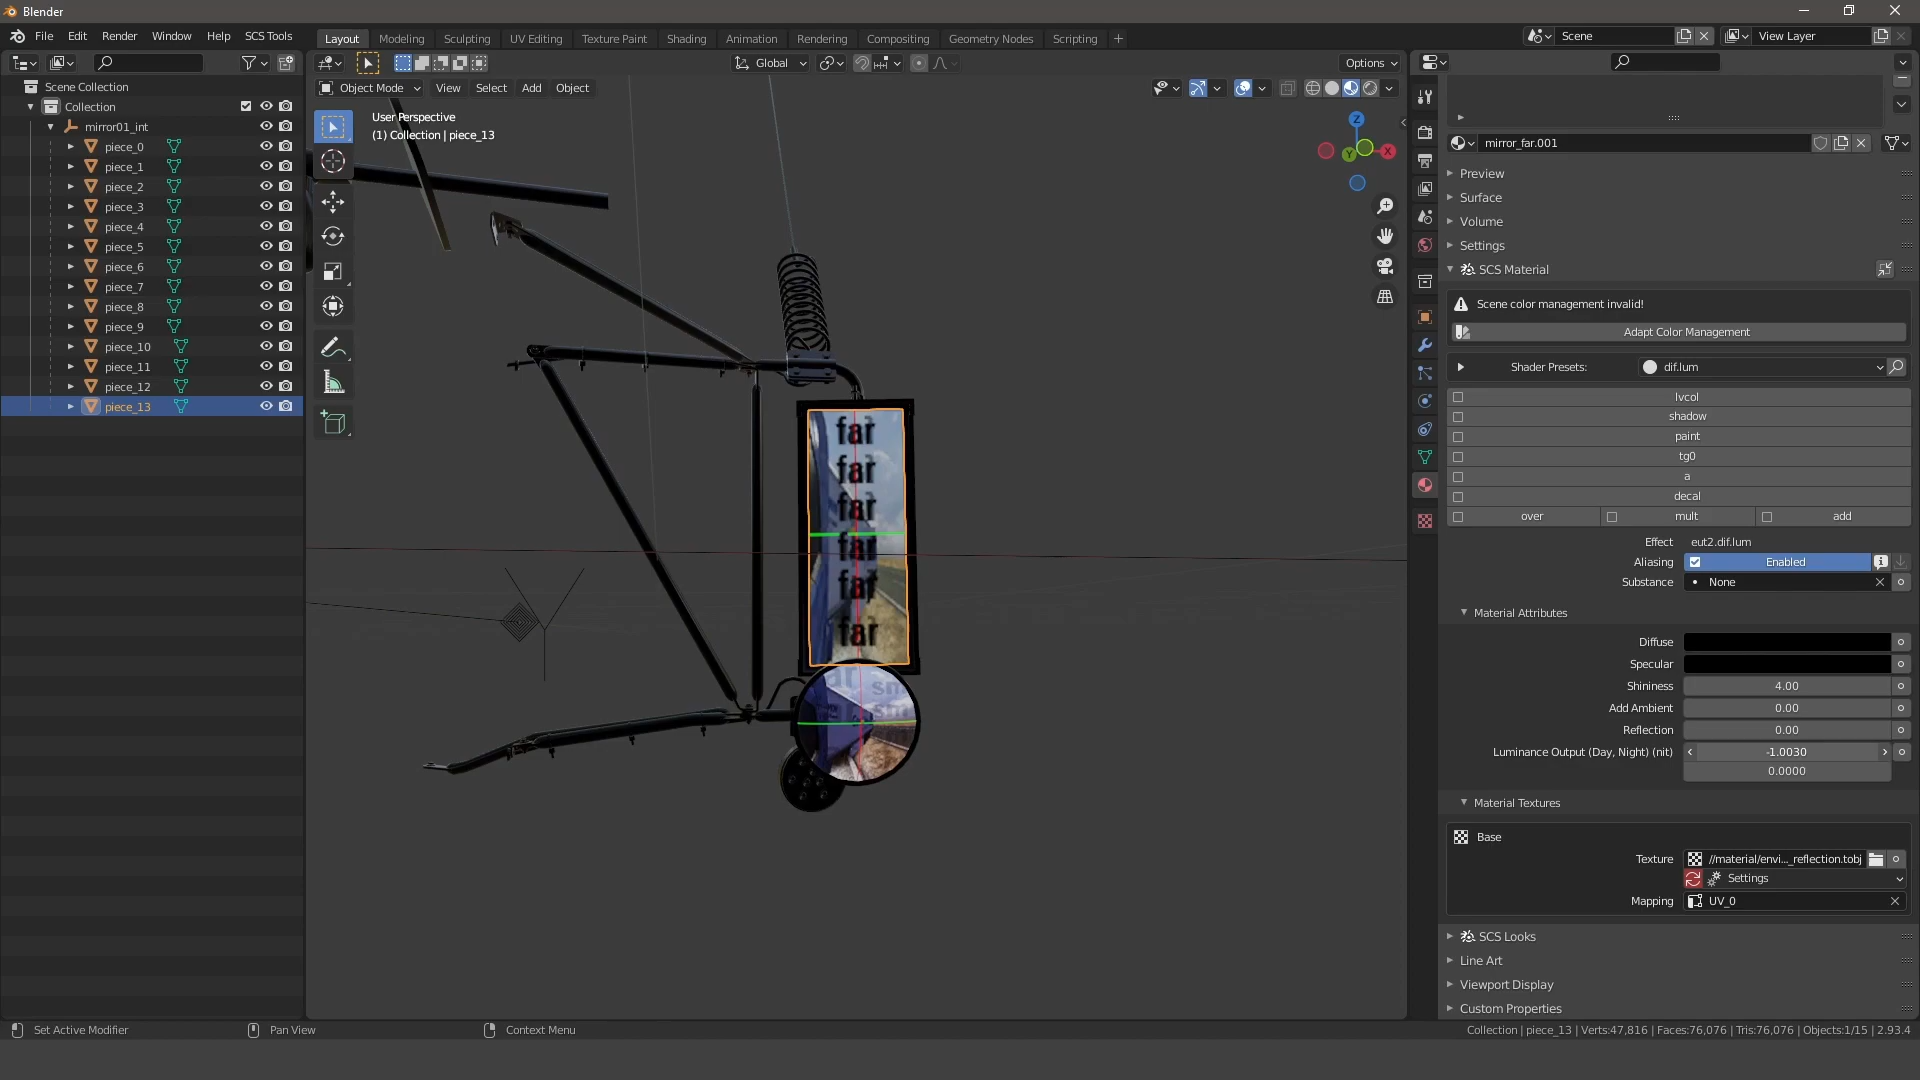 Blender
File Edit Render Window Help SCS Tools
Layout Modeling Sculpting UV Editing Texture Paint Shading Animation Rendering Compositing Geometry Nodes Scripting +
Scene View Layer
Global Options
Object Mode View Select Add Object
User Perspective
(1) Collection | piece_13
Scene Collection
Collection
mirror01_int
piece_0
piece_1
piece_2
piece_3
piece_4
piece_5
piece_6
piece_7
piece_8
piece_9
piece_10
piece_11
piece_12
piece_13
Z
X
Y
far
far
far
far
far
far
mirror_far.001
Preview
Surface
Volume
Settings
SCS Material
Scene color management invalid!
Adapt Color Management
Shader Presets: dif.lum
lvcol
shadow
paint
tg0
a
decal
over mult add
Effect eut2.dif.lum
Aliasing Enabled
Substance None
Material Attributes
Diffuse
Specular
Shininess 4.00
Add Ambient 0.00
Reflection 0.00
Luminance Output (Day, Night) (nit) -1.0030
0.0000
Material Textures
Base
Texture //material/envi..._reflection.tobj
Settings
Mapping UV_0
SCS Looks
Line Art
Viewport Display
Custom Properties
Set Active Modifier Pan View Context Menu
Collection | piece_13 | Verts:47,816 | Faces:76,076 | Tris:76,076 | Objects:1/15 | 2.93.4